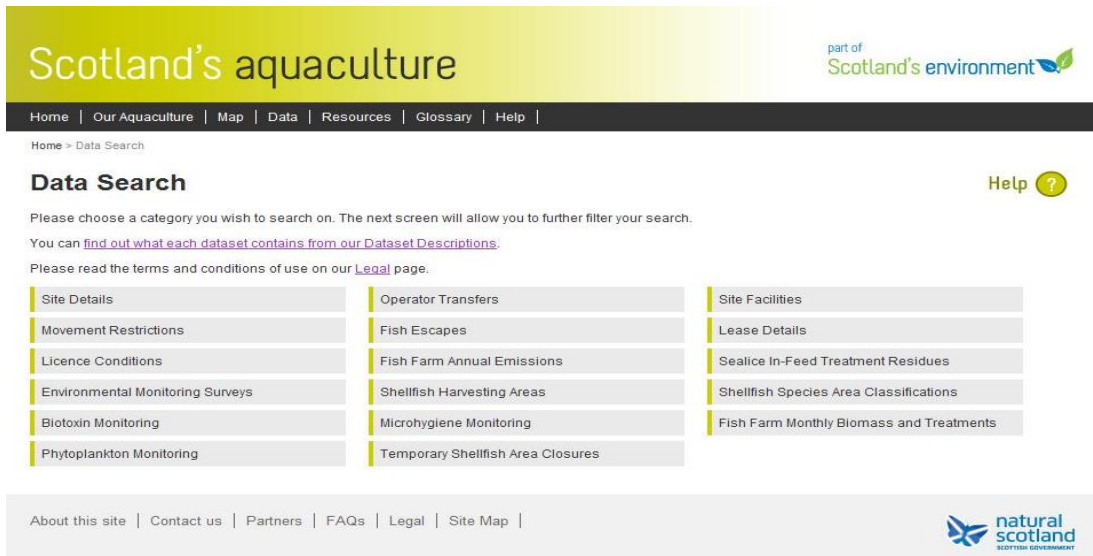 Scotland's aquaculture
part of
Scotland's environment
Home | Our Aquaculture | Map | Data | Resources | Glossary | Help |
Home > Data Search
Data Search
Help ?
Please choose a category you wish to search on. The next screen will allow you to further filter your search.
You can find out what each dataset contains from our Dataset Descriptions.
Please read the terms and conditions of use on our Legal page.
Site Details
Operator Transfers
Site Facilities
Movement Restrictions
Fish Escapes
Lease Details
Licence Conditions
Fish Farm Annual Emissions
Sealice In-Feed Treatment Residues
Environmental Monitoring Surveys
Shellfish Harvesting Areas
Shellfish Species Area Classifications
Biotoxin Monitoring
Microhygiene Monitoring
Fish Farm Monthly Biomass and Treatments
Phytoplankton Monitoring
Temporary Shellfish Area Closures
About this site | Contact us | Partners | FAQs | Legal | Site Map |
natural
scotland
SCOTTISH GOVERNMENT